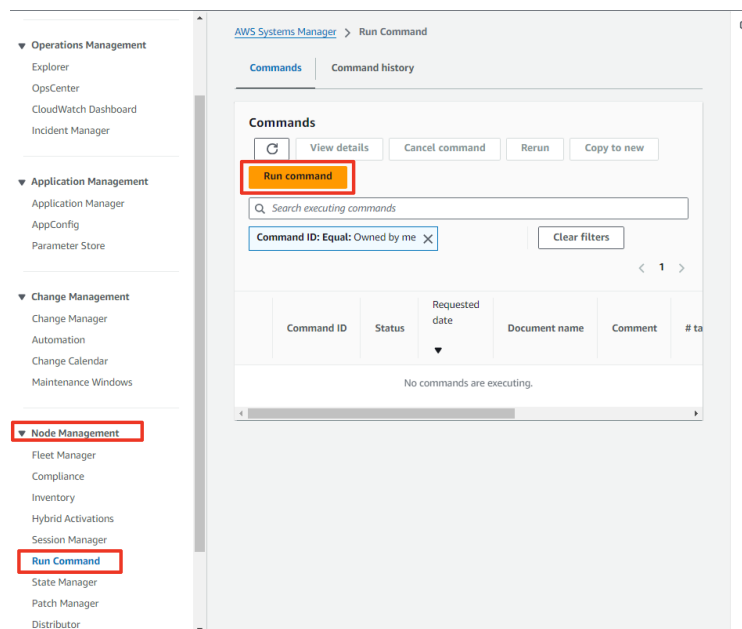 Operations Management
Explorer
OpsCenter
CloudWatch Dashboard
Incident Manager
Application Management
Application Manager
AppConfig
Parameter Store
Change Management
Change Manager
Automation
Change Calendar
Maintenance Windows
Node Management
Fleet Manager
Compliance
Inventory
Hybrid Activations
Session Manager
Run Command
State Manager
Patch Manager
Distributor
AWS Systems Manager > Run Command
Commands Command history
Commands
View details Cancel command Rerun Copy to new
Run command
Search executing commands
Command ID: Equal: Owned by me
Clear filters
1
Command ID Status Requested date Document name Comment # ta
No commands are executing.